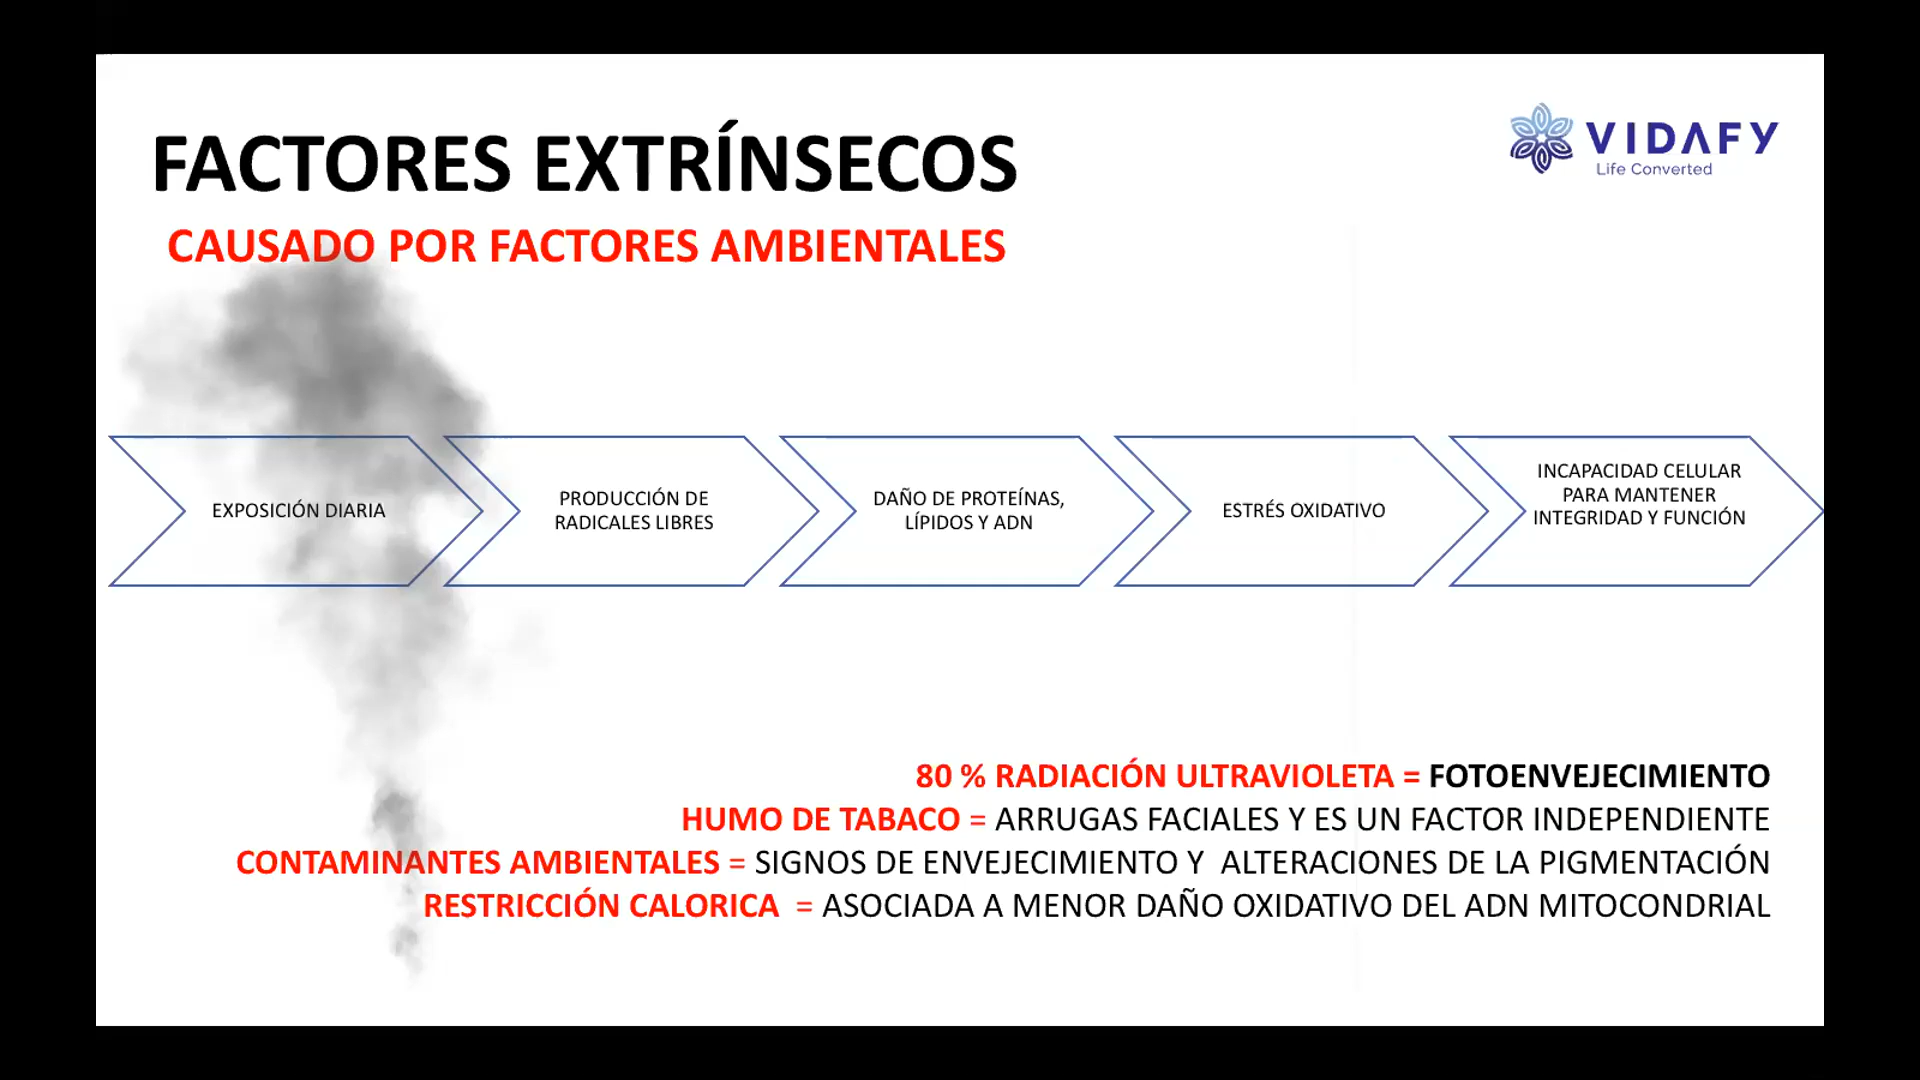 FACTORES EXTRÍNSECOS
VIDAFY
Life Converted
CAUSADO POR FACTORES AMBIENTALES
EXPOSICIÓN DIARIA
PRODUCCIÓN DE
RADICALES LIBRES
DAÑO DE PROTEÍNAS,
LÍPIDOS Y ADN
ESTRÉS OXIDATIVO
INCAPACIDAD CELULAR
PARA MANTENER
INTEGRIDAD Y FUNCIÓN
80 % RADIACIÓN ULTRAVIOLETA = FOTOENVEJECIMIENTO
HUMO DE TABACO = ARRUGAS FACIALES Y ES UN FACTOR INDEPENDIENTE
CONTAMINANTES AMBIENTALES = SIGNOS DE ENVEJECIMIENTO Y ALTERACIONES DE LA PIGMENTACIÓN
RESTRICCIÓN CALORICA = ASOCIADA A MENOR DAÑO OXIDATIVO DEL ADN MITOCONDRIAL